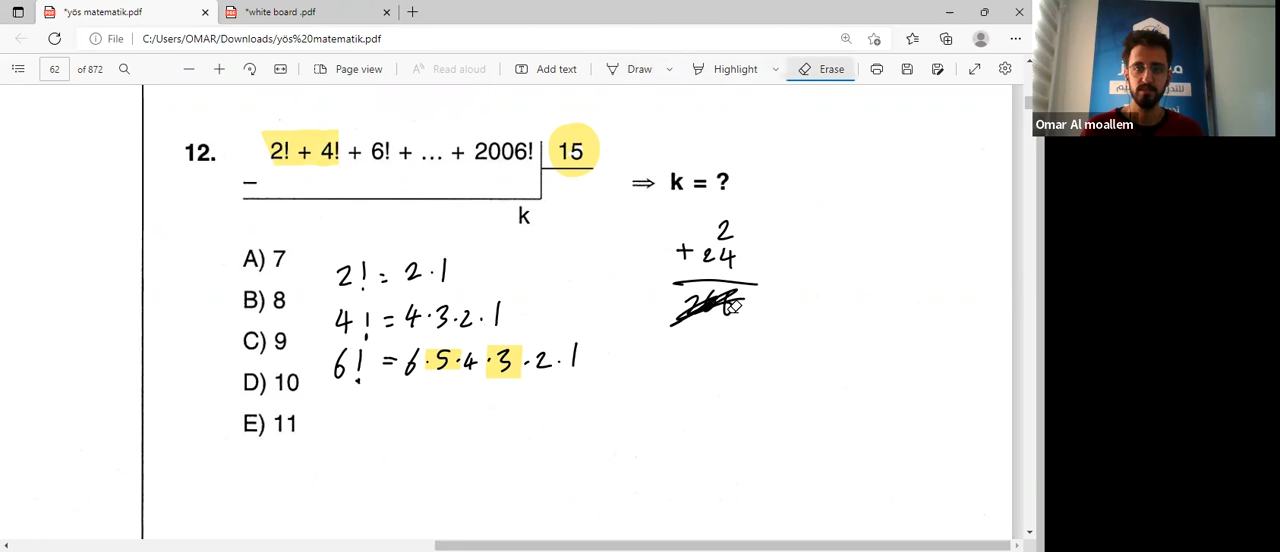 *yös matematik.pdf
*white board .pdf
File C:/Users/OMAR/Downloads/yös%20matematik.pdf
62 of 872 Page view Read aloud Add text Draw Highlight Erase
Omar Al moallem
12. 2! + 4! + 6! + ... + 2006! 15
−
k
⇒ k = ?
A) 7
B) 8
C) 9
D) 10
E) 11
2! = 2·1
4! = 4·3·2·1
6! = 6·5·4·3·2·1
2
+ 24